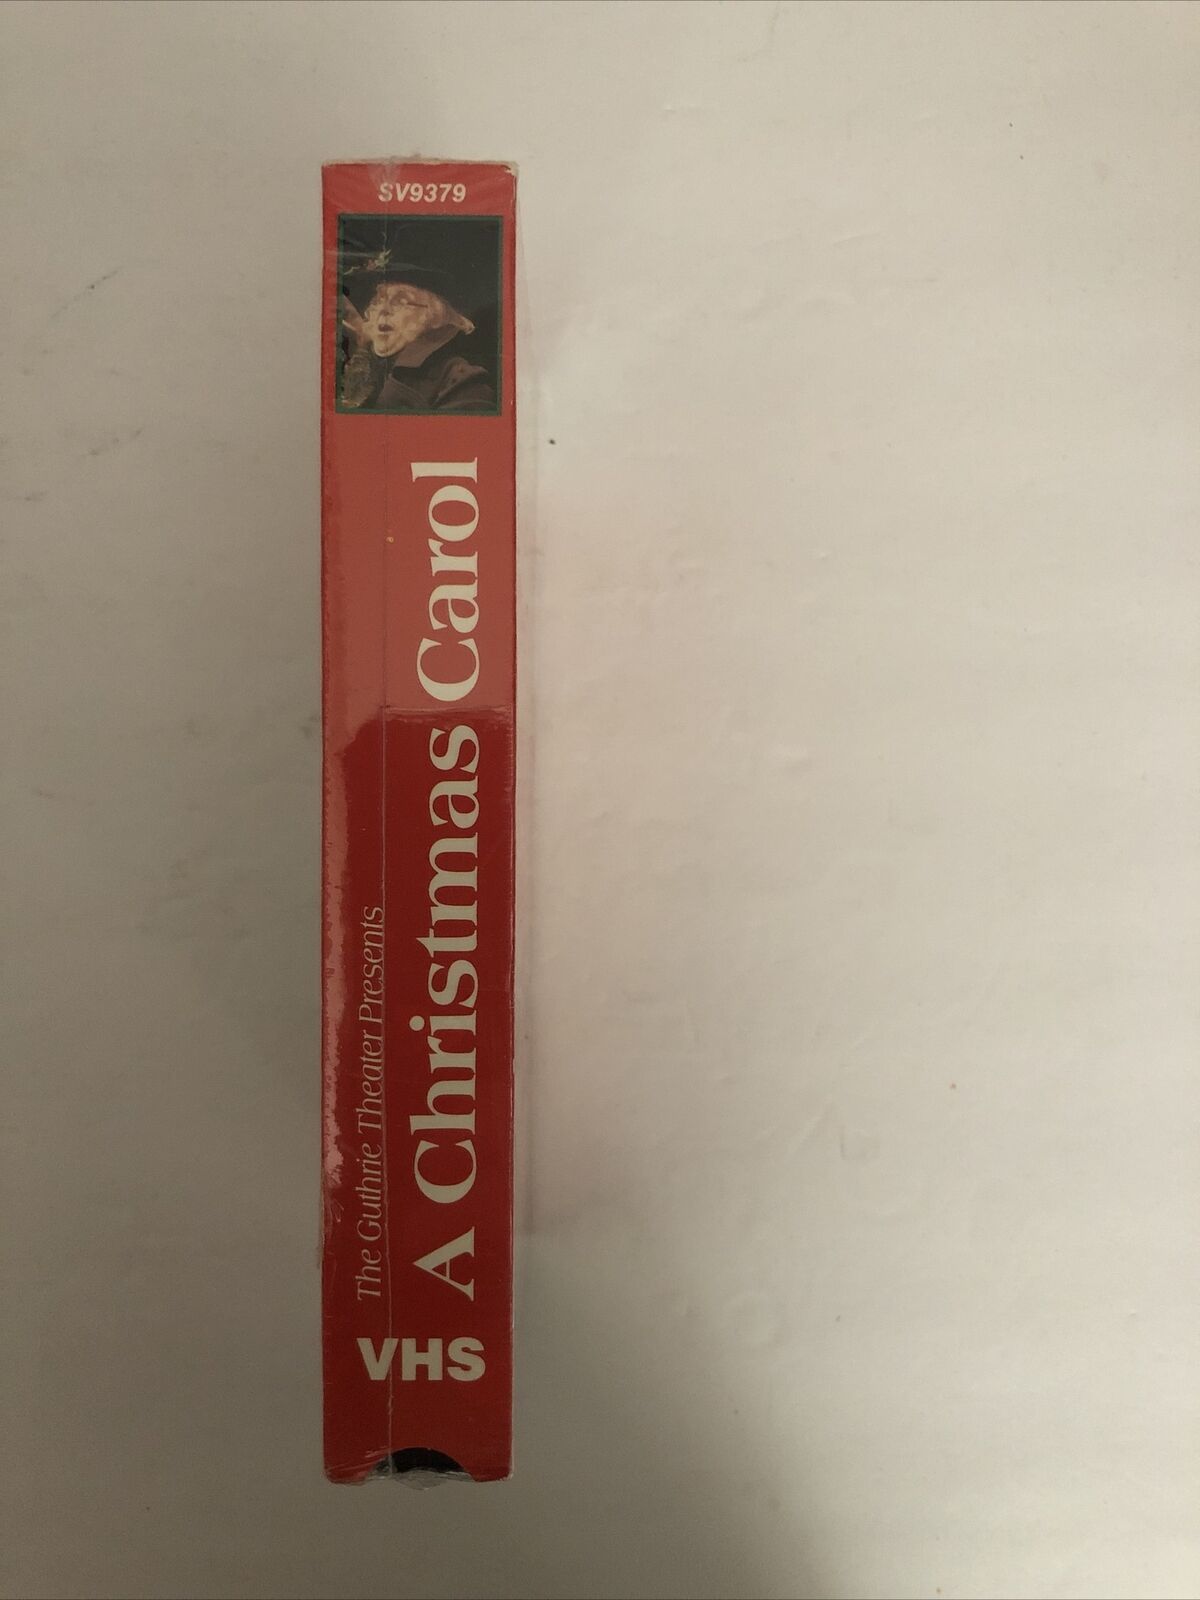 SV9379
The Guthrie Theater Presents
A Christmas Carol
VHS